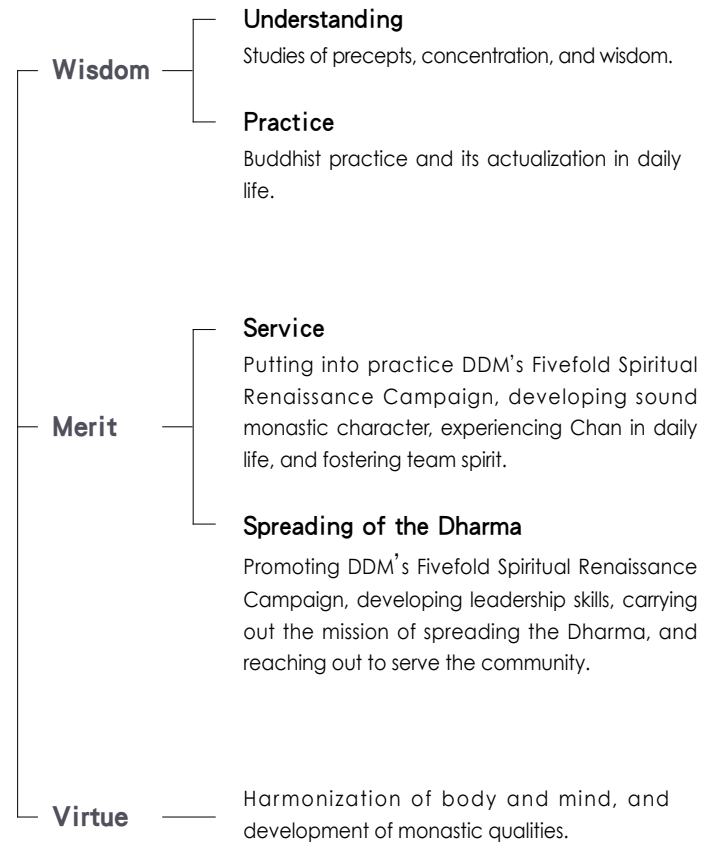 Wisdom
Understanding
Studies of precepts, concentration, and wisdom.
Practice
Buddhist practice and its actualization in daily
life.
Merit
Service
Putting into practice DDM's Fivefold Spiritual
Renaissance Campaign, developing sound
monastic character, experiencing Chan in daily
life, and fostering team spirit.
Spreading of the Dharma
Promoting DDM's Fivefold Spiritual Renaissance
Campaign, developing leadership skills, carrying
out the mission of spreading the Dharma, and
reaching out to serve the community.
Virtue
Harmonization of body and mind, and
development of monastic qualities.